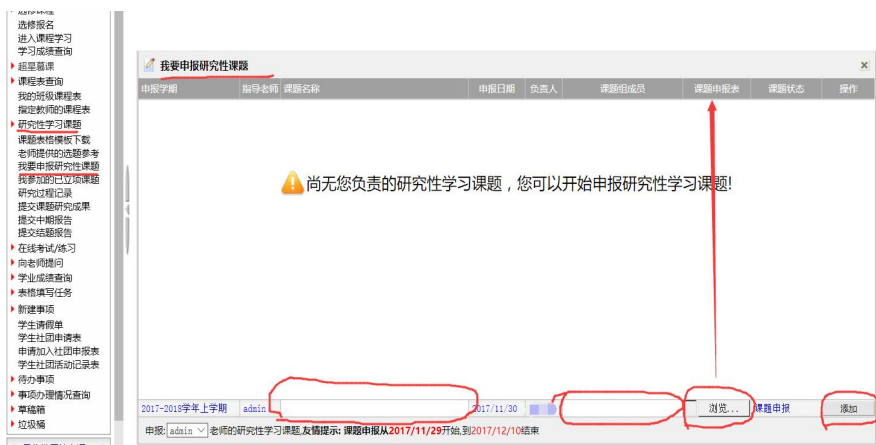 选修报名
进入课程学习
学习成绩查询
超星慕课
课程表查询
我的班级课程表
指定教师的课程表
研究性学习课题
课题表格模板下载
老师提供的选题参考
我要申报研究性课题
我参加的已立项课题
研究过程记录
提交课题研究成果
提交中期报告
提交结题报告
在线考试/练习
向老师提问
学业成绩查询
表格填写任务
新建事项
学生请假单
学生社团申请表
申请加入社团申报表
学生社团活动记录表
待办事项
事项办理情况查询
草稿箱
垃圾桶
我要申报研究性课题
申报学期 指导老师 课题名称 申报日期 负责人 课题组成员 课题申报表 课题状态 操作
尚无您负责的研究性学习课题，您可以开始申报研究性学习课题!
2017-2018学年上学期 admin 2017/11/30 浏览... 课题申报 添加
申报: admin 老师的研究性学习课题,友情提示: 课题申报从2017/11/29开始,到2017/12/10结束